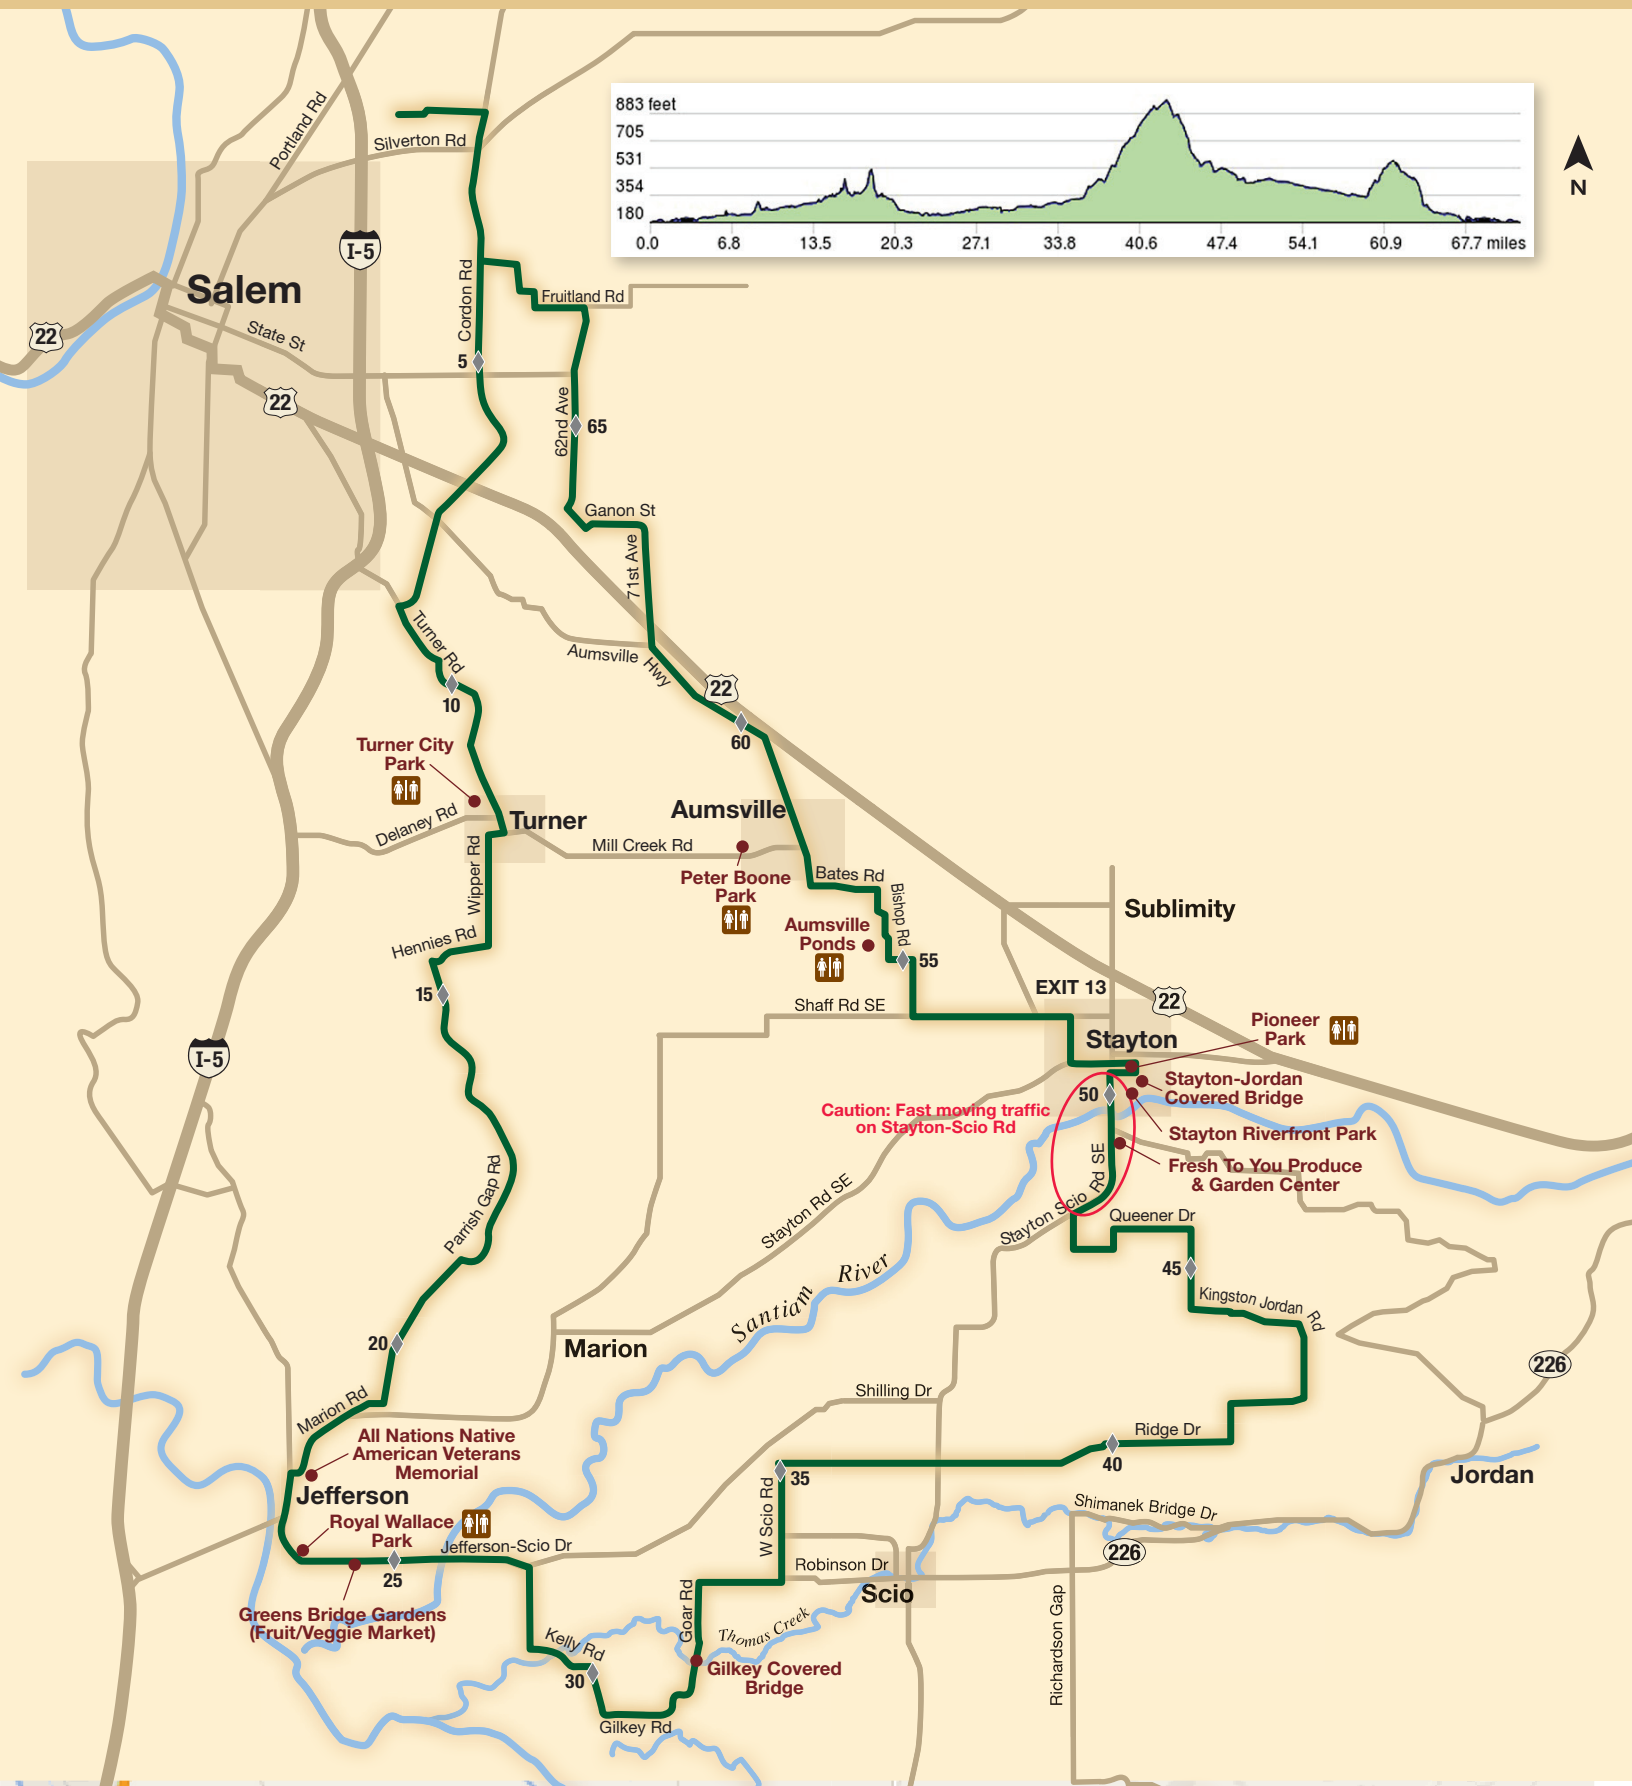 883 feet
705
531
354
180
0.0 6.8 13.5 20.3 27.1 33.8 40.6 47.4 54.1 60.9 67.7 miles
N
Portland Rd
Silverton Rd
I-5
Salem
22
State St
22
Cordon Rd
5
Fruitland Rd
62nd Ave
65
Ganon St
71st Ave
Turner Rd
10
Aumsville Hwy
22
60
Turner City
Park
Delaney Rd
Turner
Aumsville
Mill Creek Rd
Wipper Rd
Peter Boone
Park
Bates Rd
Bishop Rd
Aumsville
Ponds
55
Hennies Rd
15
Sublimity
EXIT 13
22
Shaff Rd SE
Stayton
Pioneer
Park
Stayton-Jordan
Covered Bridge
50
Caution: Fast moving traffic
on Stayton-Scio Rd
Stayton Riverfront Park
Fresh To You Produce
& Garden Center
I-5
Parrish Gap Rd
Stayton Rd SE
Stayton Scio Rd SE
Queener Dr
45
Kingston Jordan Rd
Santiam River
20
Marion
226
Marion Rd
Shilling Dr
All Nations Native
American Veterans
Memorial
Ridge Dr
40
35
Jordan
Jefferson
Royal Wallace
Park
W Scio Rd
Shimanek Bridge Dr
226
Jefferson-Scio Dr
25
Robinson Dr
Scio
Greens Bridge Gardens
(Fruit/Veggie Market)
Goar Rd
Thomas Creek
Richardson Gap
Kelly Rd
30
Gilkey Covered
Bridge
Gilkey Rd